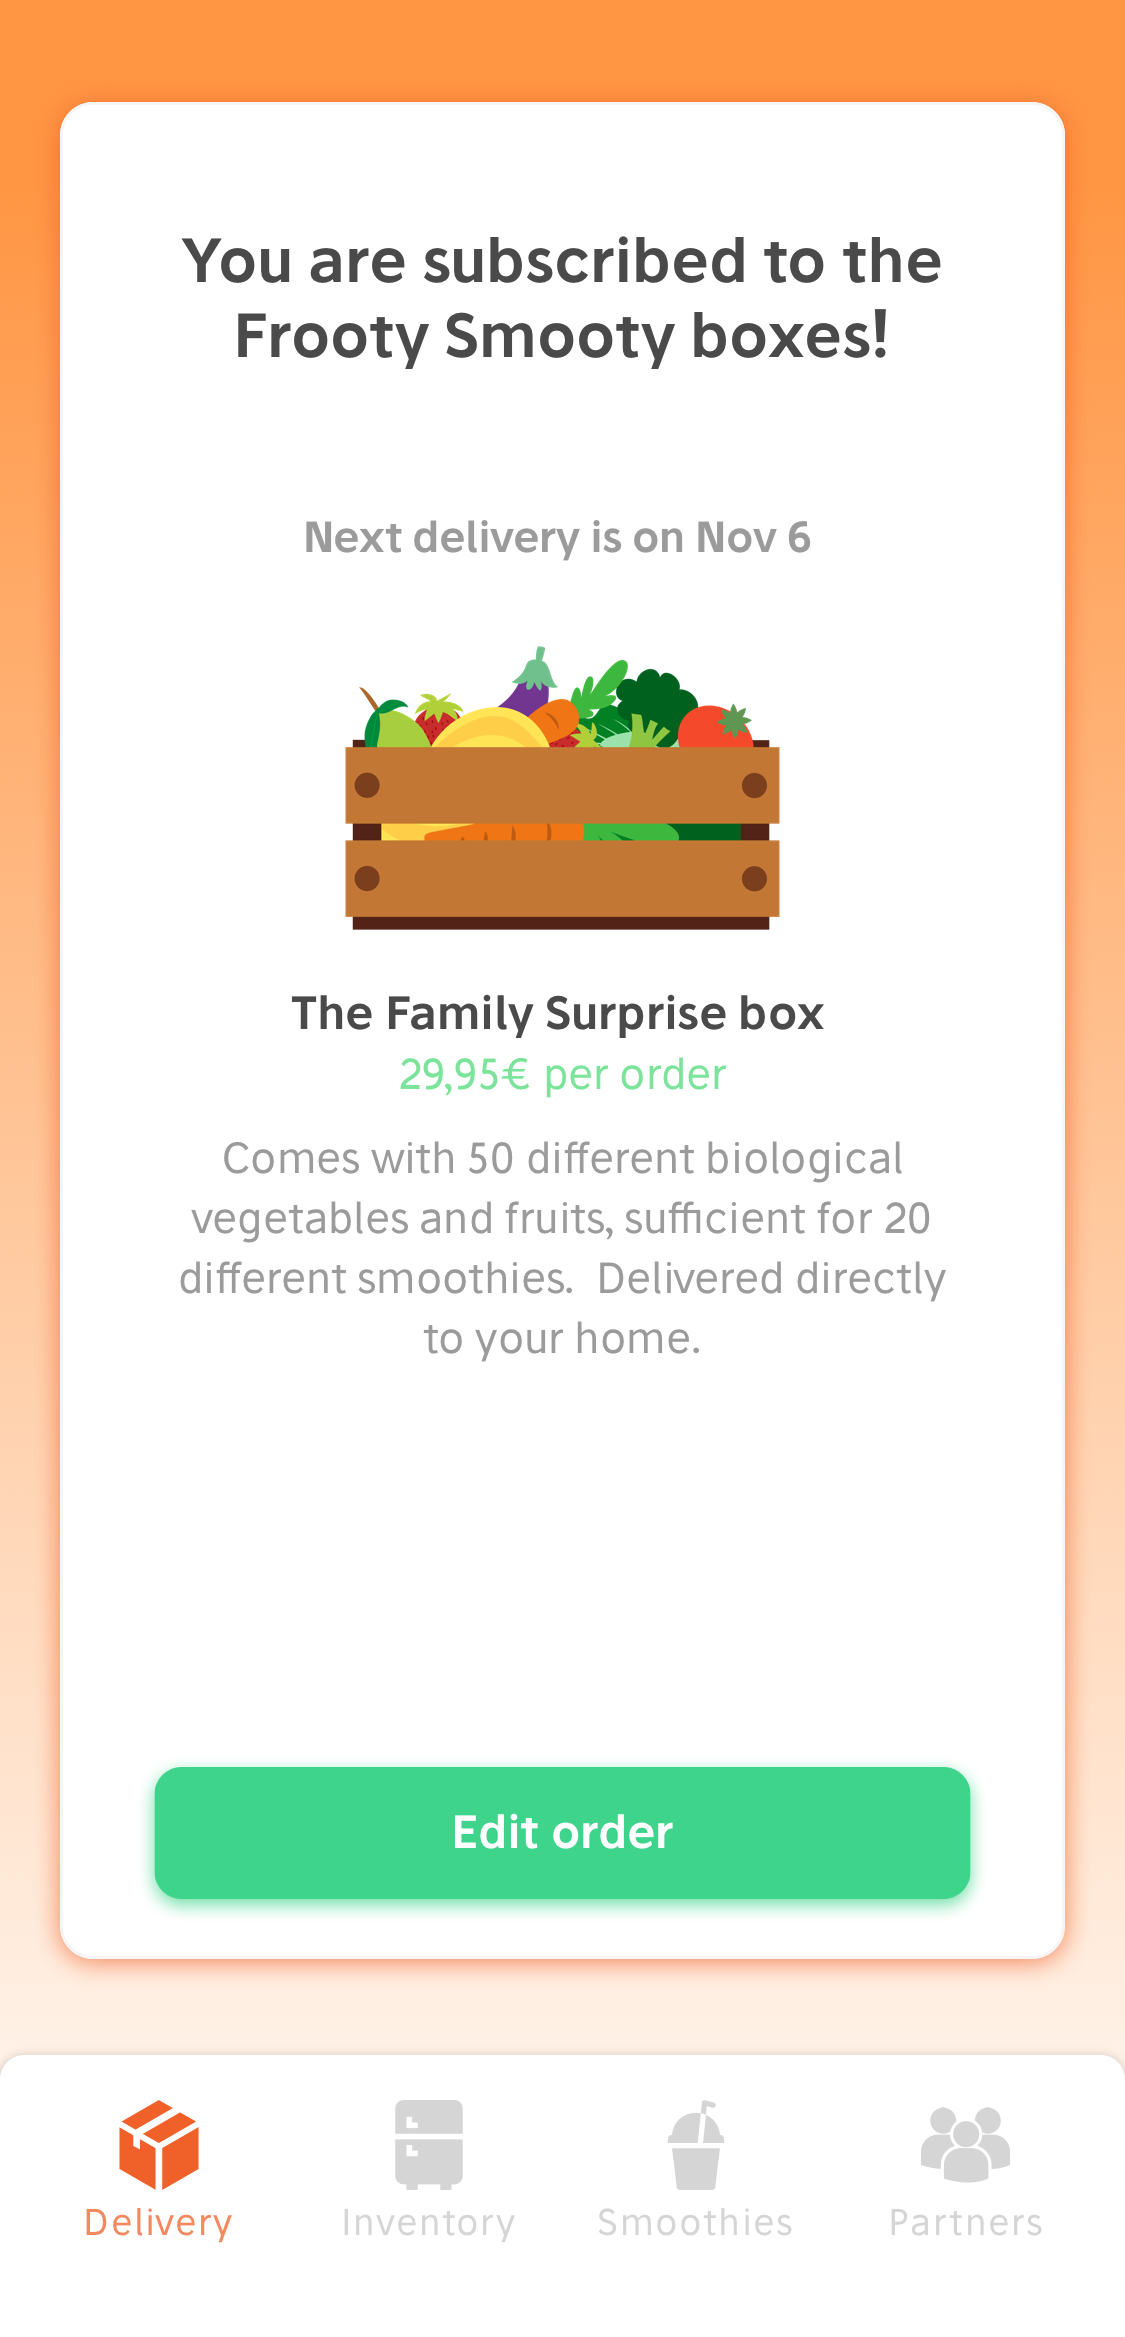 You are subscribed to the
Frooty Smooty boxes!
Next delivery is on Nov 6
The Family Surprise box
29,95€ per order
Comes with 50 different biological
vegetables and fruits, sufficient for 20
different smoothies.  Delivered directly
to your home.
Edit order
Delivery
Inventory
Smoothies
Partners